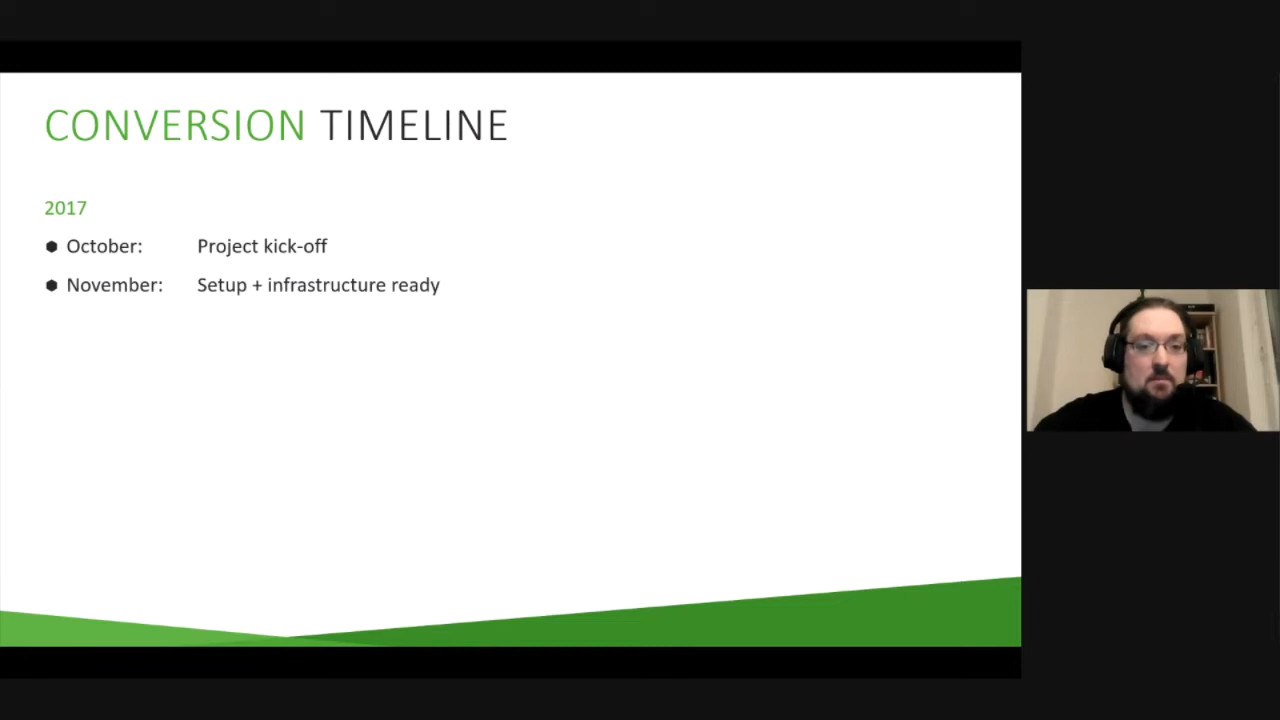 CONVERSION TIMELINE
2017
October: Project kick-off
November: Setup + infrastructure ready